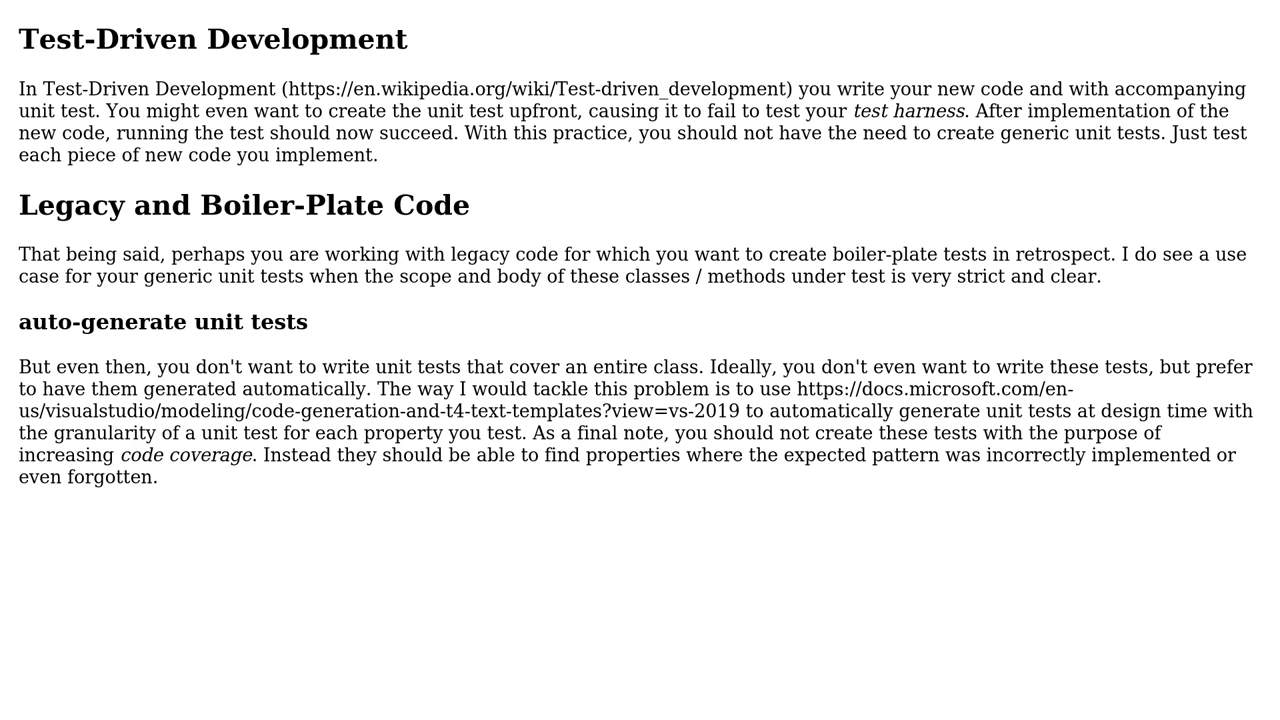 Test-Driven Development
In Test-Driven Development (https://en.wikipedia.org/wiki/Test-driven_development) you write your new code and with accompanying
unit test. You might even want to create the unit test upfront, causing it to fail to test your test harness. After implementation of the
new code, running the test should now succeed. With this practice, you should not have the need to create generic unit tests. Just test
each piece of new code you implement.
Legacy and Boiler-Plate Code
That being said, perhaps you are working with legacy code for which you want to create boiler-plate tests in retrospect. I do see a use
case for your generic unit tests when the scope and body of these classes / methods under test is very strict and clear.
auto-generate unit tests
But even then, you don't want to write unit tests that cover an entire class. Ideally, you don't even want to write these tests, but prefer
to have them generated automatically. The way I would tackle this problem is to use https://docs.microsoft.com/en-
us/visualstudio/modeling/code-generation-and-t4-text-templates?view=vs-2019 to automatically generate unit tests at design time with
the granularity of a unit test for each property you test. As a final note, you should not create these tests with the purpose of
increasing code coverage. Instead they should be able to find properties where the expected pattern was incorrectly implemented or
even forgotten.